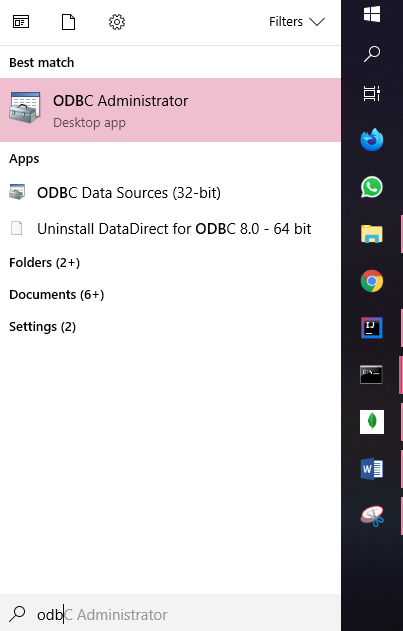 Filters
Best match
ODBC Administrator
Desktop app
Apps
ODBC Data Sources (32-bit)
Uninstall DataDirect for ODBC 8.0 - 64 bit
Folders (2+)
Documents (6+)
Settings (2)
odbC Administrator
IJ
C:\.
W